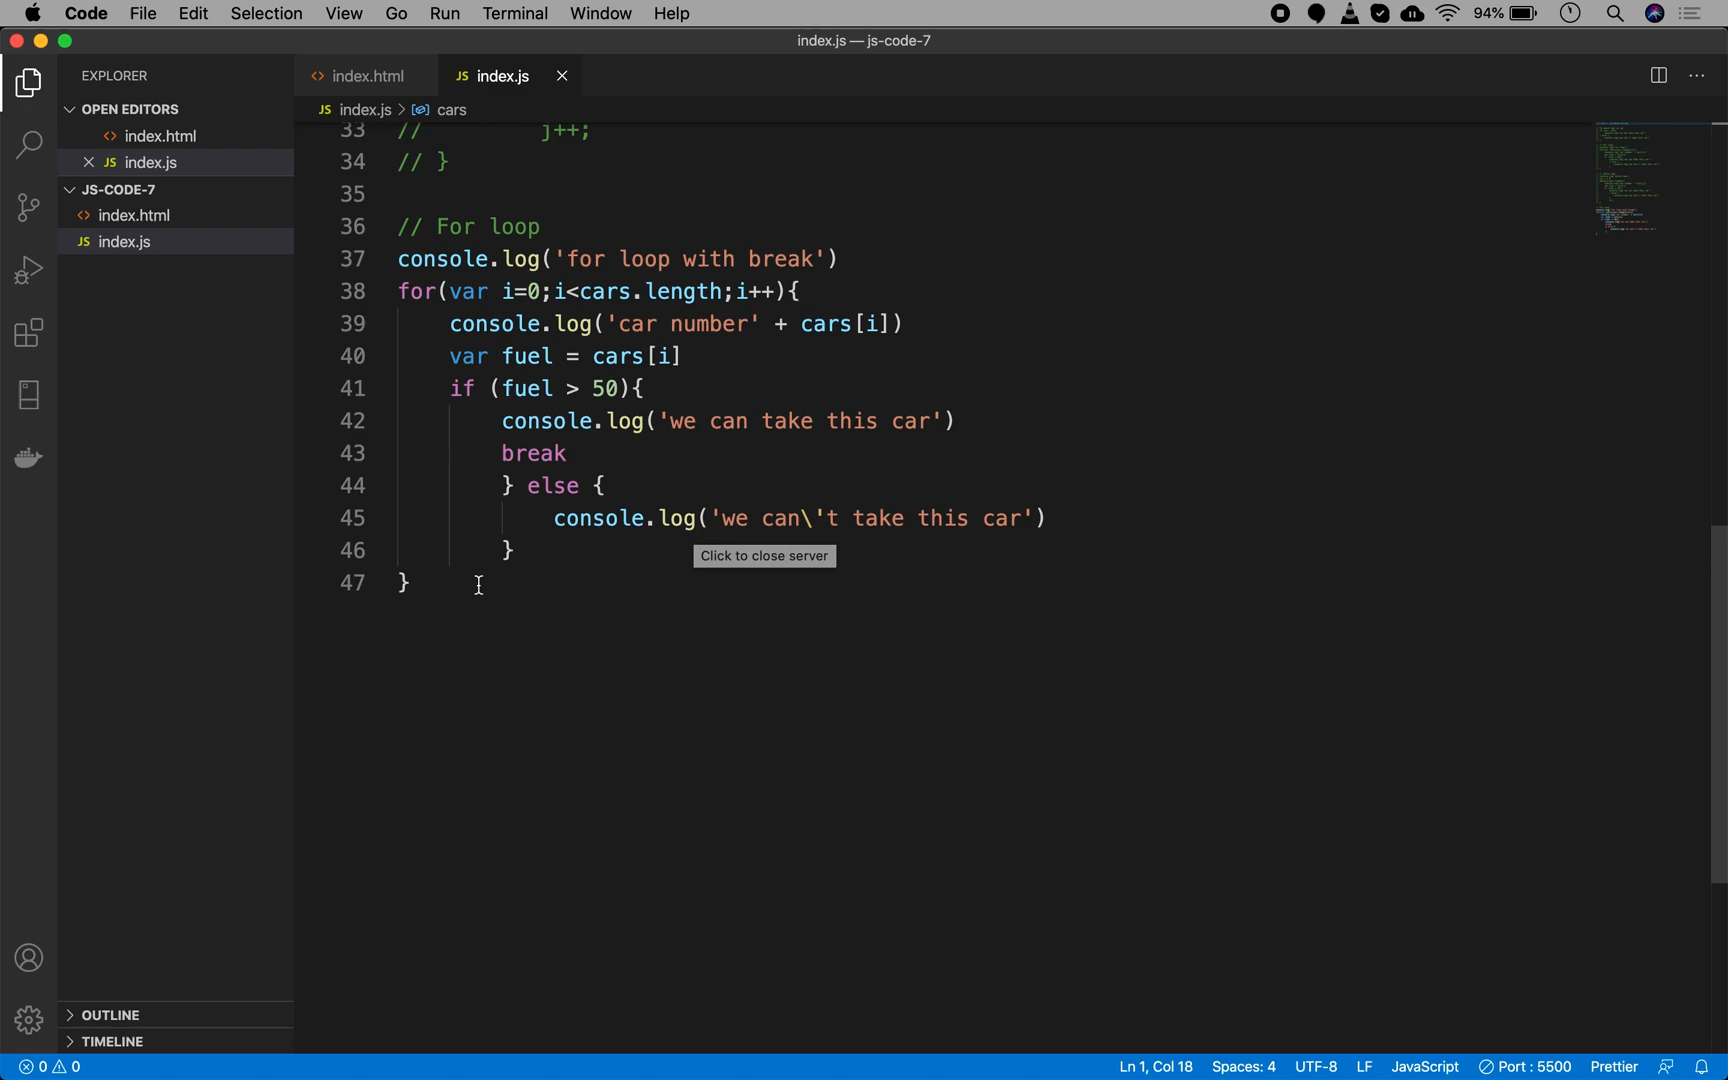 Code File Edit Selection View Go Run Terminal Window Help 94%
index.js — js-code-7
EXPLORER
<> index.html JS index.js
OPEN EDITORS
JS index.js > cars
<> index.html
JS index.js
JS-CODE-7
<> index.html
JS index.js
33 // j++;
34 // }
35
36 // For loop
37 console.log('for loop with break')
38 for(var i=0;i<cars.length;i++){
39 console.log('car number' + cars[i])
40 var fuel = cars[i]
41 if (fuel > 50){
42 console.log('we can take this car')
43 break
44 } else {
45 console.log('we can\'t take this car')
46 }
Click to close server
47 }
OUTLINE
TIMELINE
0 0 Ln 1, Col 18 Spaces: 4 UTF-8 LF JavaScript Port : 5500 Prettier